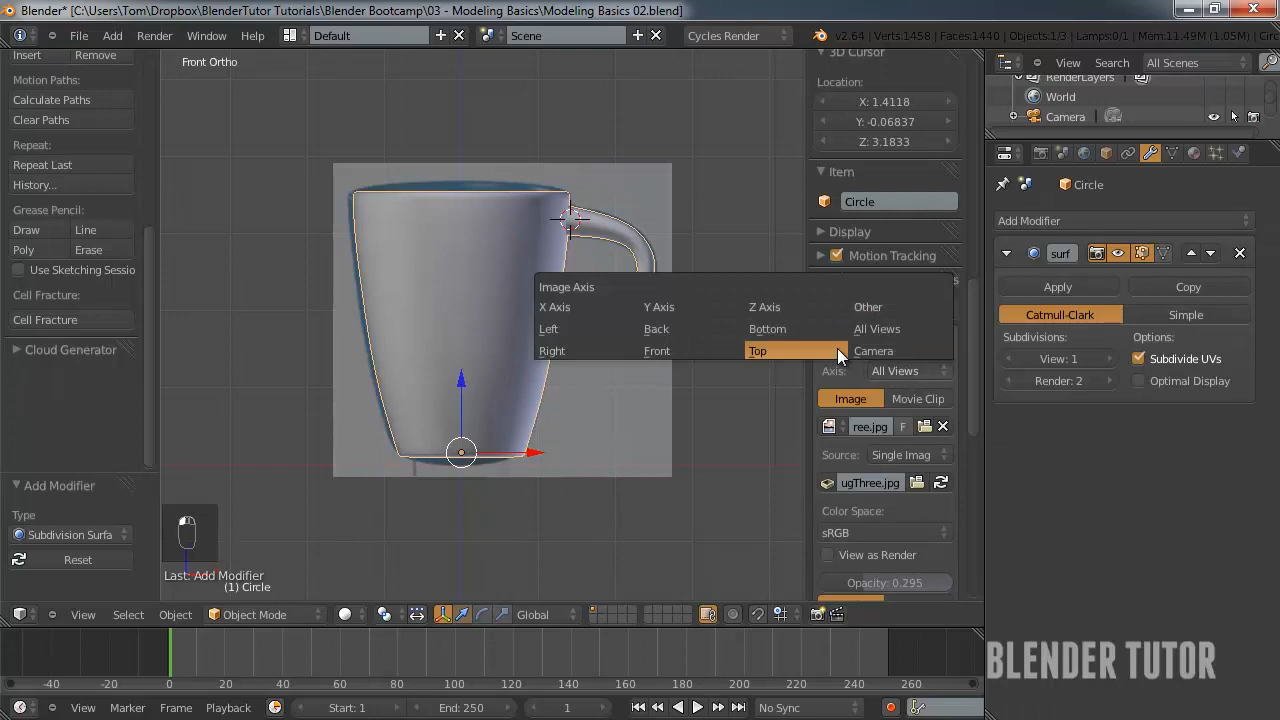 Blender* [C:\Users\Tom\Dropbox\BlenderTutor Tutorials\Blender Bootcamp\03 - Modeling Basics\Modeling Basics 02.blend]
File Add Render Window Help Default Scene Cycles Render v2.64 | Verts:1458 | Faces:1440 | Objects:1/3 | Lamps:0/1 | Mem:11.49M (1.05M) | Circ
Insert Remove
Motion Paths:
Calculate Paths
Clear Paths
Repeat:
Repeat Last
History...
Grease Pencil:
Draw Line
Poly Erase
Use Sketching Sessio
Cell Fracture:
Cell Fracture
Cloud Generator
Add Modifier
Type
Subdivision Surfa
Reset
Front Ortho
Last: Add Modifier
(1) Circle
Image Axis
X Axis Y Axis Z Axis Other
Left Back Bottom All Views
Right Front Top Camera
3D Cursor
Location:
X: 1.4118
Y: -0.06837
Z: 3.1833
Item
Circle
Display
Motion Tracking
Axis: All Views
Image Movie Clip
ree.jpg F
Source: Single Imag
ugThree.jpg
Color Space:
sRGB
View as Render
Opacity: 0.295
View Search All Scenes
RenderLayers
World
Camera
Circle
Add Modifier
surf
Apply Copy
Catmull-Clark Simple
Subdivisions: Options:
View: 1 Subdivide UVs
Render: 2 Optimal Display
View Select Object Object Mode Global
-40 -20 0 20 40 60 80 100 120 140 160 180 200 220 240 260
View Marker Frame Playback Start: 1 End: 250 1 No Sync
BLENDER TUTOR